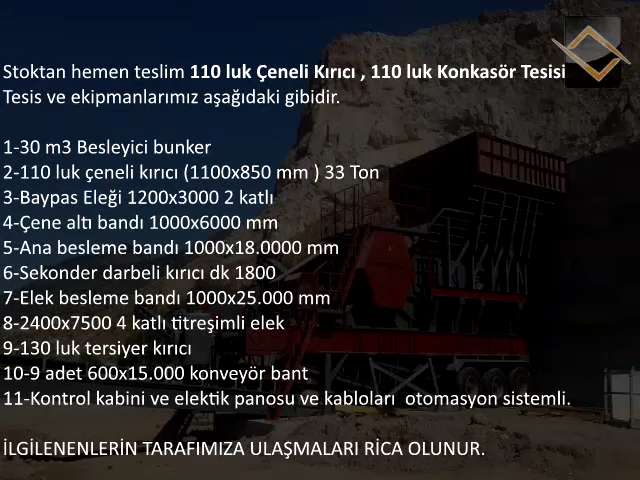 Stoktan hemen teslim 110 luk Çeneli Kırıcı , 110 luk Konkasör Tesisi
Tesis ve ekipmanlarımız aşağıdaki gibidir.
1-30 m3 Besleyici bunker
2-110 luk çeneli kırıcı (1100x850 mm ) 33 Ton
3-Baypas Eleği 1200x3000 2 katlı
4-Çene altı bandı 1000x6000 mm
5-Ana besleme bandı 1000x18.0000 mm
6-Sekonder darbeli kırıcı dk 1800
7-Elek besleme bandı 1000x25.000 mm
8-2400x7500 4 katlı titreşimli elek
9-130 luk tersiyer kırıcı
10-9 adet 600x15.000 konveyör bant
11-Kontrol kabini ve elektik panosu ve kabloları  otomasyon sistemli.
İLGİLENENLERİN TARAFIMIZA ULAŞMALARI RİCA OLUNUR.